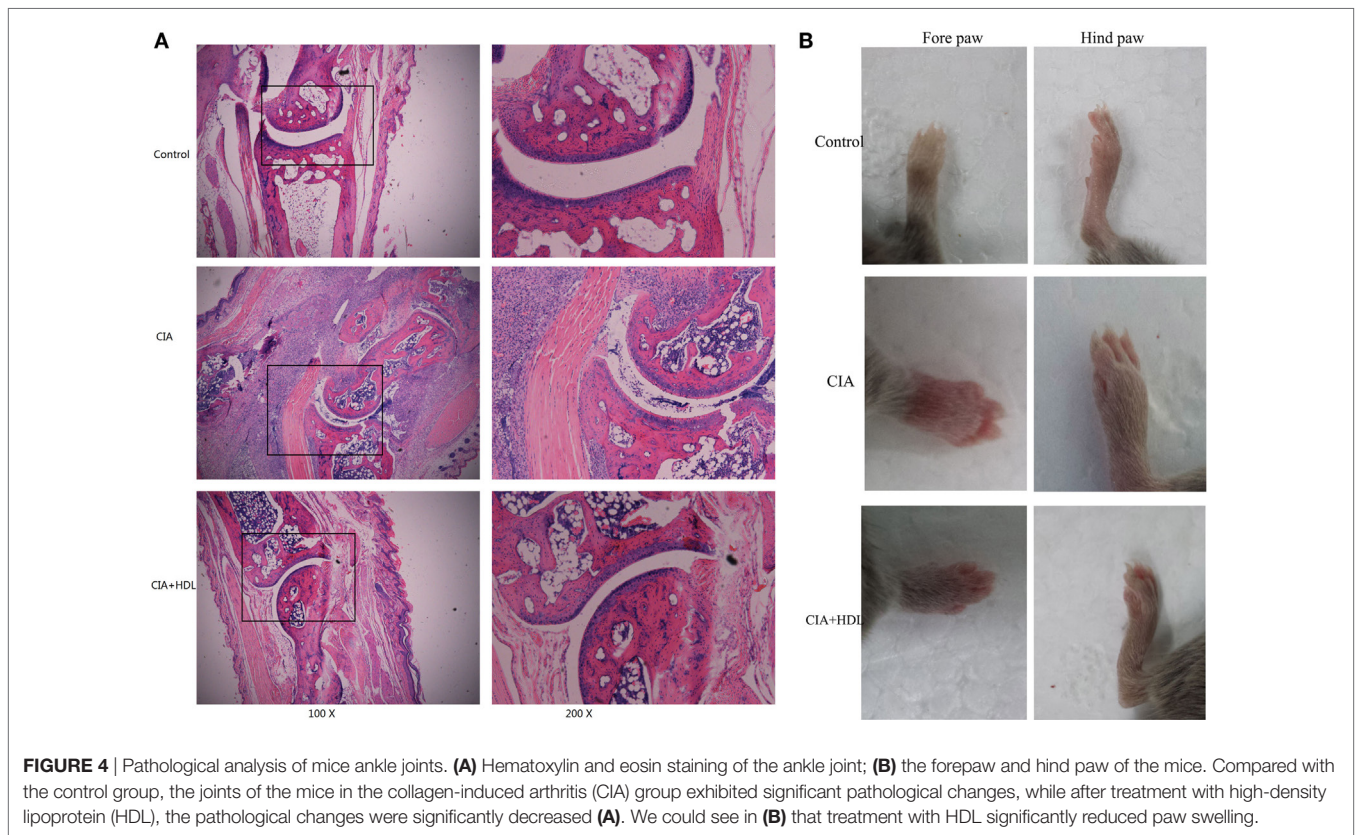 A
B
Fore paw
Hind paw
Control
Control
CIA
CIA
CIA+HDL
CIA+HDL
100 X
200 X
FIGURE 4 | Pathological analysis of mice ankle joints. (A) Hematoxylin and eosin staining of the ankle joint; (B) the forepaw and hind paw of the mice. Compared with
the control group, the joints of the mice in the collagen-induced arthritis (CIA) group exhibited significant pathological changes, while after treatment with high-density
lipoprotein (HDL), the pathological changes were significantly decreased (A). We could see in (B) that treatment with HDL significantly reduced paw swelling.